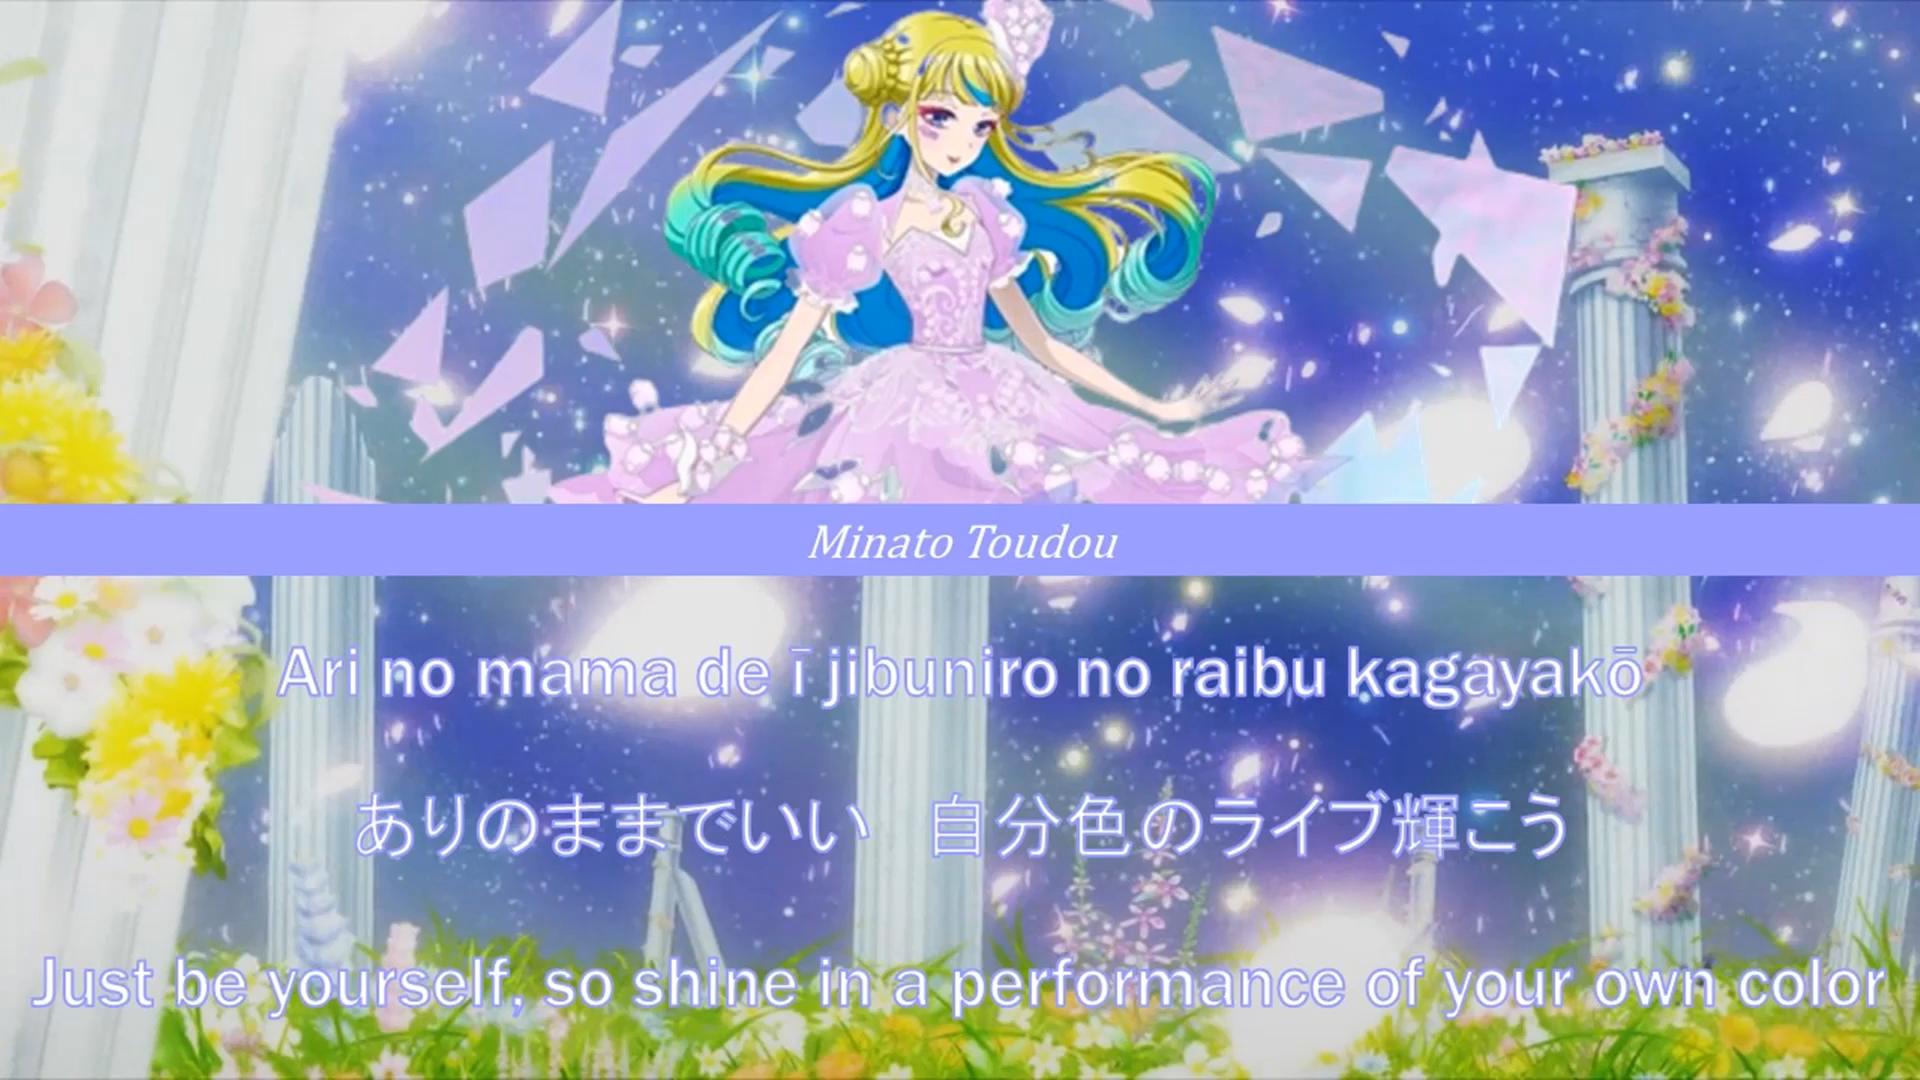 Minato Toudou
Ari no mama de ī jibuniro no raibu kagayakō
ありのままでいい　自分色のライブ輝こう
Just be yourself, so shine in a performance of your own color